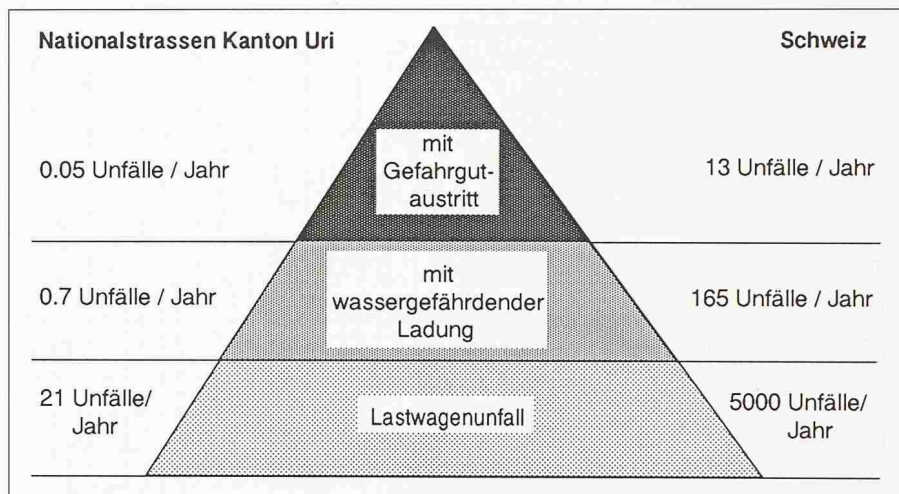 Nationalstrassen Kanton Uri
Schweiz
mit
Gefahrgut-
austritt
0.05 Unfälle / Jahr
13 Unfälle / Jahr
mit
wassergefährdender
Ladung
0.7 Unfälle / Jahr
165 Unfälle / Jahr
21 Unfälle/
Jahr
Lastwagenunfall
5000 Unfälle/
Jahr